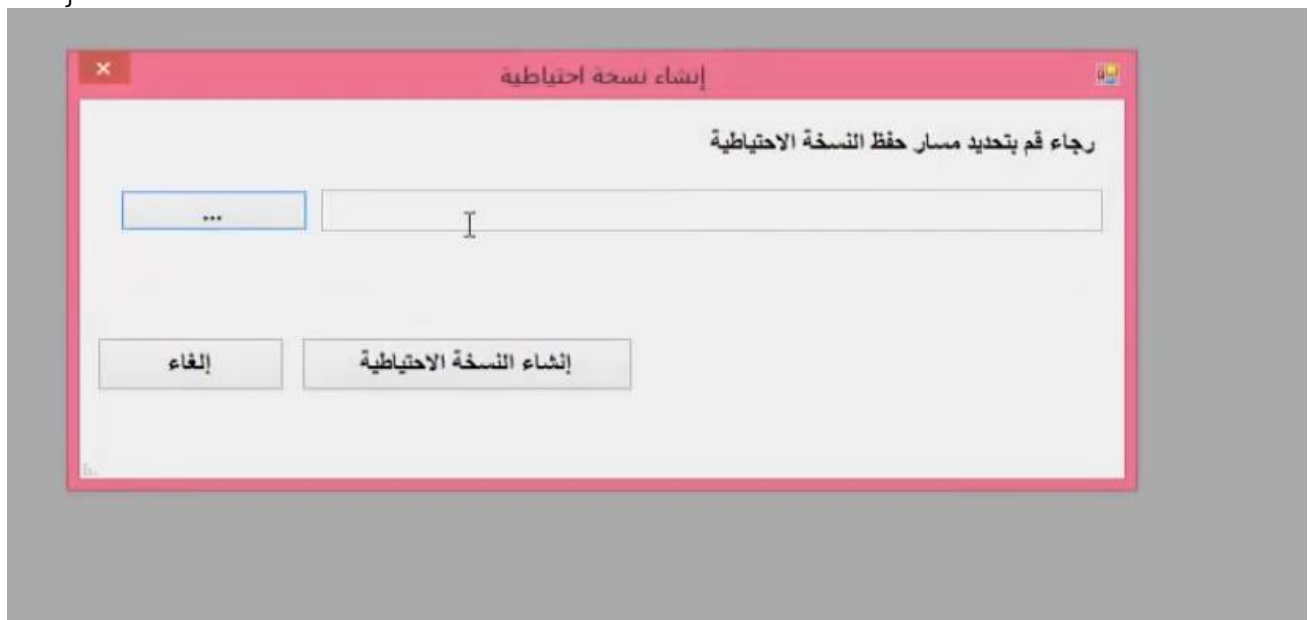 إنشاء نسخة احتياطية
رجاء قم بتحديد مسار حفظ النسخة الاحتياطية
...
إنشاء النسخة الاحتياطية
إلغاء